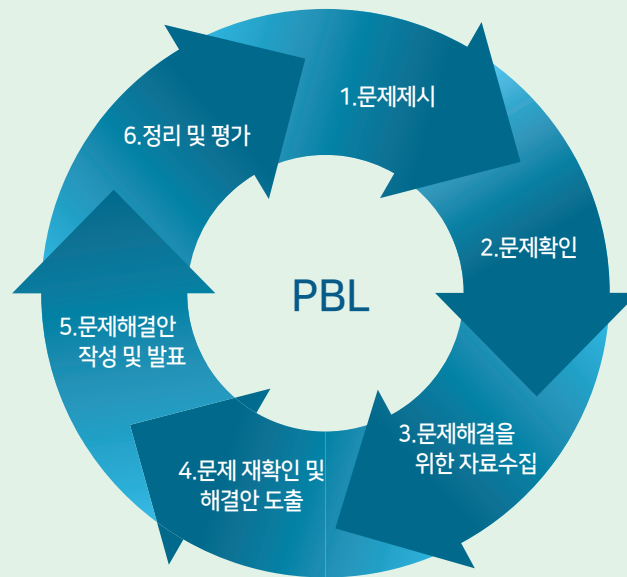 1.문제제시
2.문제확인
3.문제해결을
위한 자료수집
4.문제 재확인 및
해결안 도출
5.문제해결안
작성 및 발표
6.정리 및 평가
PBL